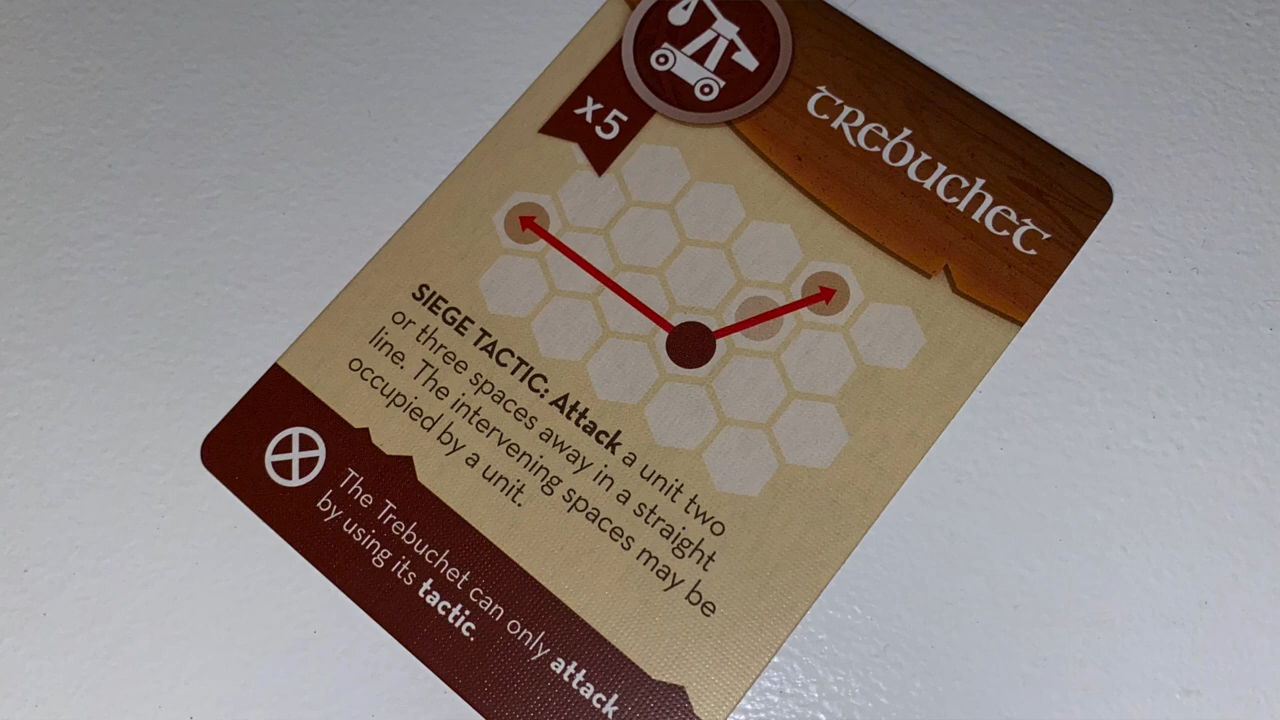 TREBUCHET
x5
SIEGE TACTIC: Attack a unit two
or three spaces away in a straight
line. The intervening spaces may be
occupied by a unit.
The Trebuchet can only attack
by using its tactic.